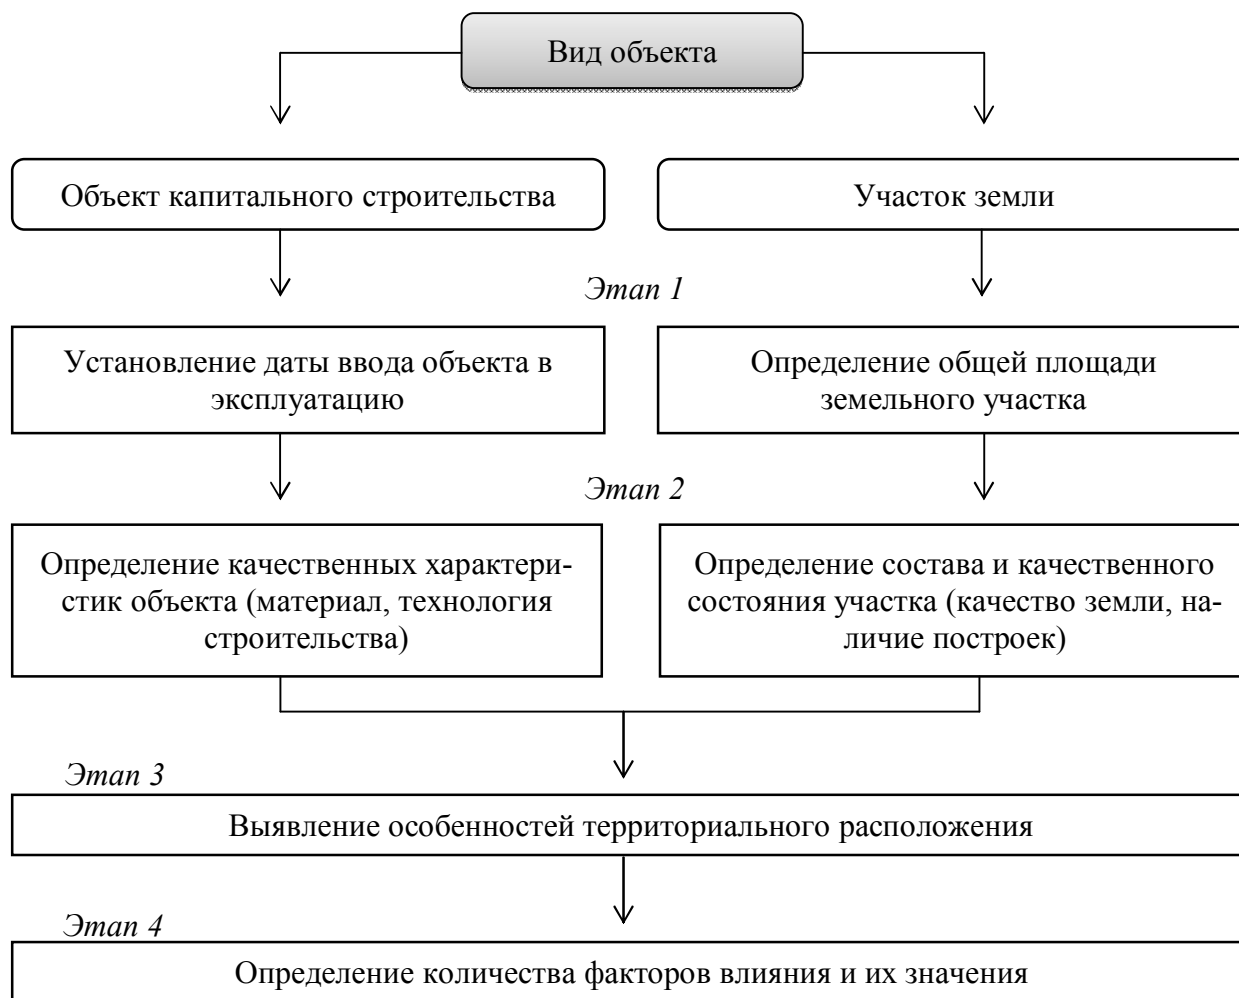 Вид объекта
Объект капитального строительства
Участок земли
Этап 1
Установление даты ввода объекта в
эксплуатацию
Определение общей площади
земельного участка
Этап 2
Определение качественных характери-
стик объекта (материал, технология
строительства)
Определение состава и качественного
состояния участка (качество земли, на-
личие построек)
Этап 3
Выявление особенностей территориального расположения
Этап 4
Определение количества факторов влияния и их значения